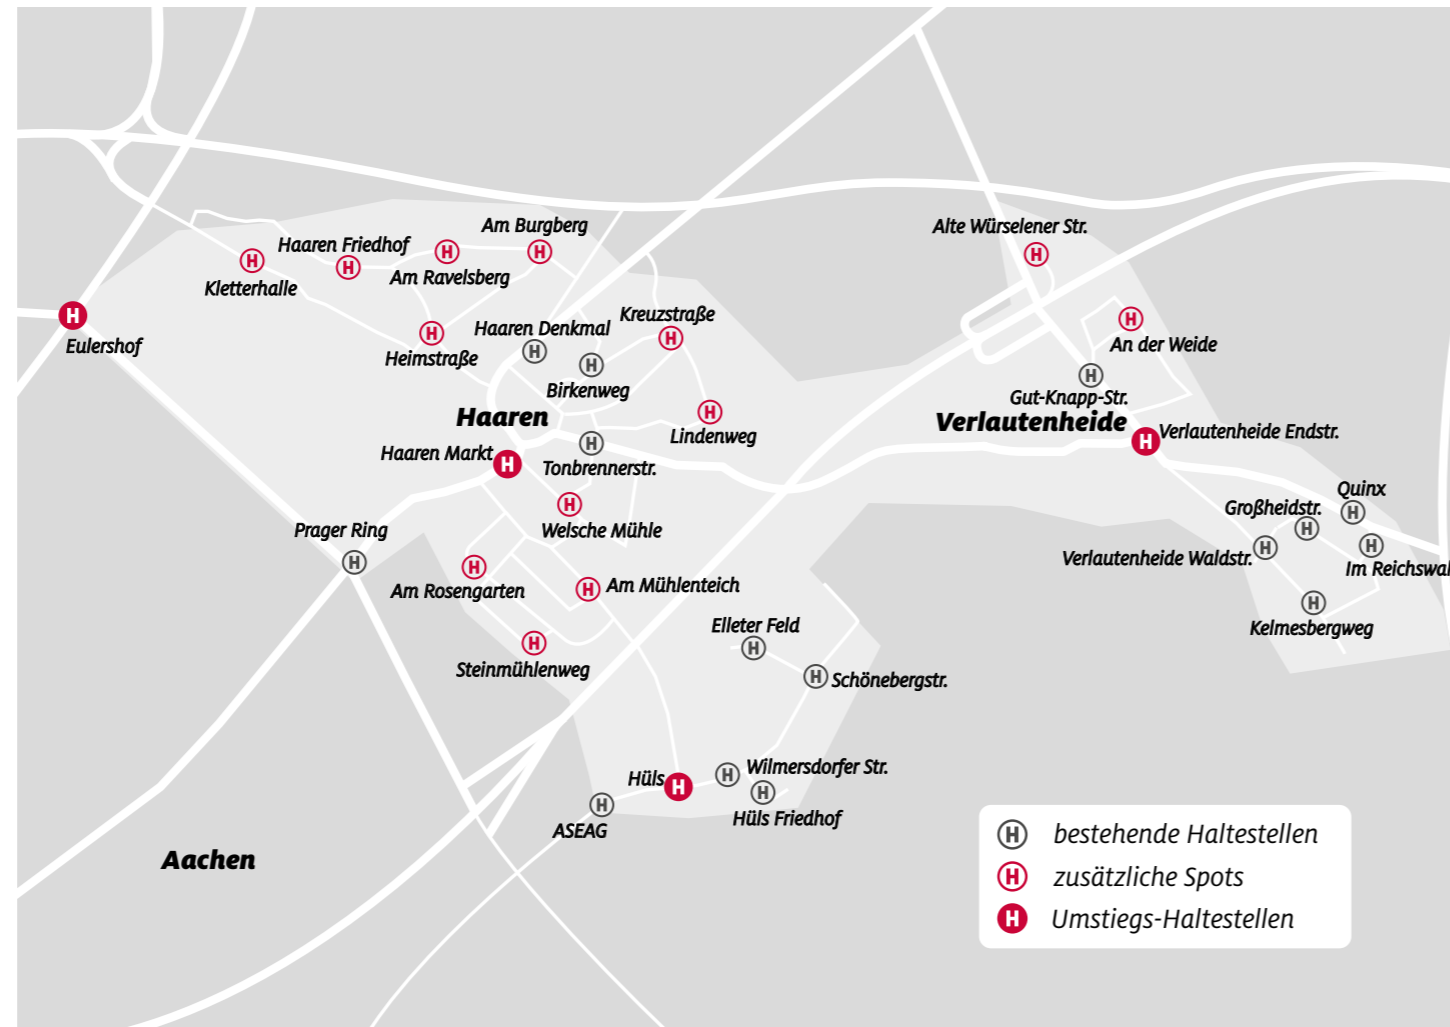 Am Burgberg
Alte Würselener Str.
Haaren Friedhof
Am Ravelsberg
Kletterhalle
Kreuzstraße
Haaren Denkmal
Eulershof
Heimstraße
An der Weide
Birkenweg
Gut-Knapp-Str.
Haaren
Verlautenheide
Lindenweg
Verlautenheide Endstr.
Haaren Markt
Tonbrennerstr.
Quinx
Großheidstr.
Prager Ring
Welsche Mühle
Verlautenheide Waldstr.
Im Reichswal
Am Rosengarten
Am Mühlenteich
Elleter Feld
Kelmesbergweg
Steinmühlenweg
Schönebergstr.
Hüls
Wilmersdorfer Str.
Hüls Friedhof
ASEAG
Aachen
H bestehende Haltestellen
H zusätzliche Spots
H Umstiegs-Haltestellen